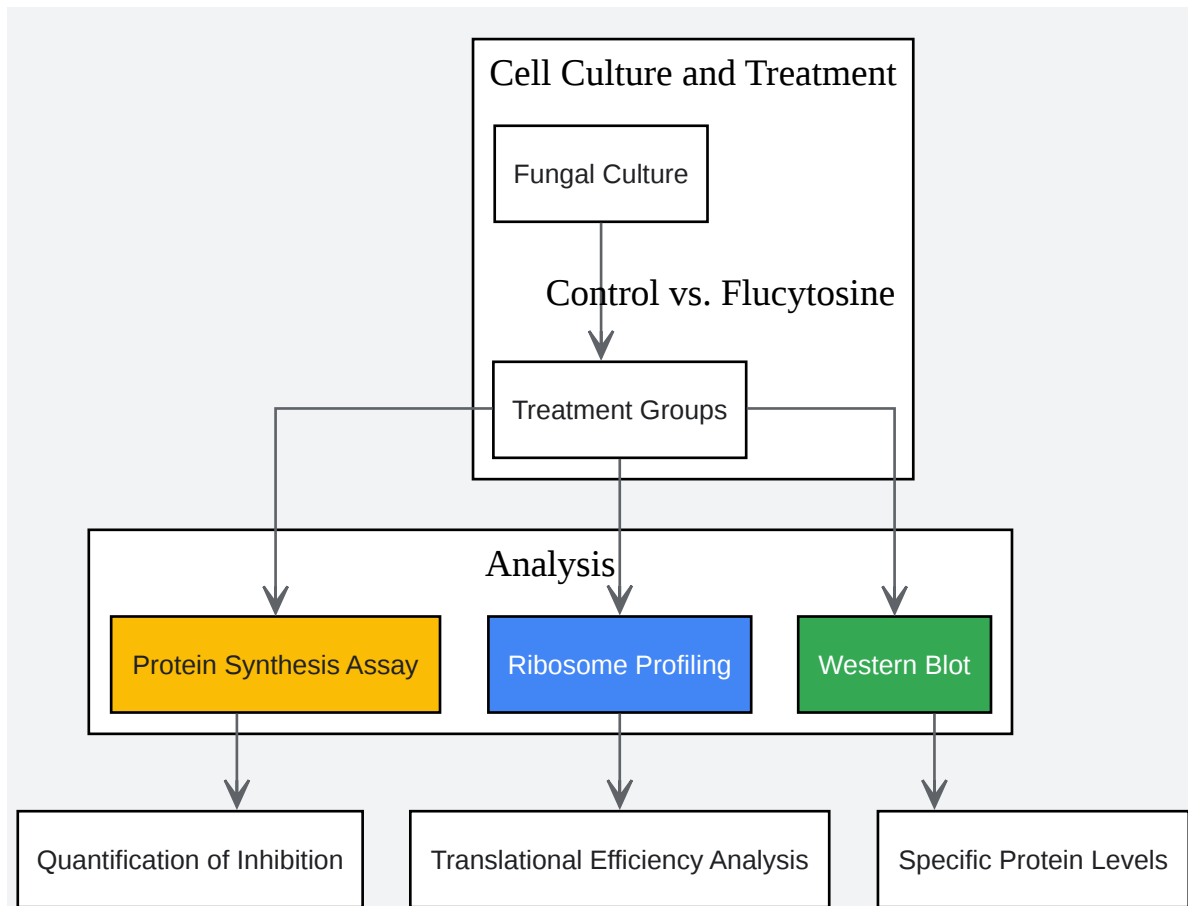 Cell Culture and Treatment
Fungal Culture
Control vs. Flucytosine
Treatment Groups
Analysis
Protein Synthesis Assay
Ribosome Profiling
Western Blot
Quantification of Inhibition
Translational Efficiency Analysis
Specific Protein Levels